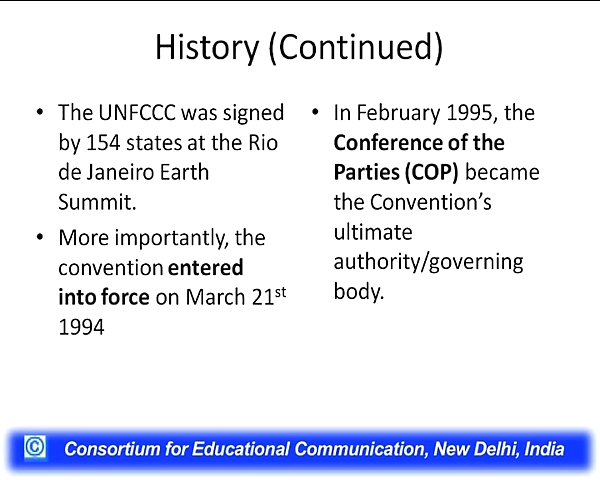 History (Continued)
• The UNFCCC was signed
by 154 states at the Rio
de Janeiro Earth
Summit.
• More importantly, the
convention entered
into force on March 21st
1994
• In February 1995, the
Conference of the
Parties (COP) became
the Convention's
ultimate
authority/governing
body.
© Consortium for Educational Communication, New Delhi, India